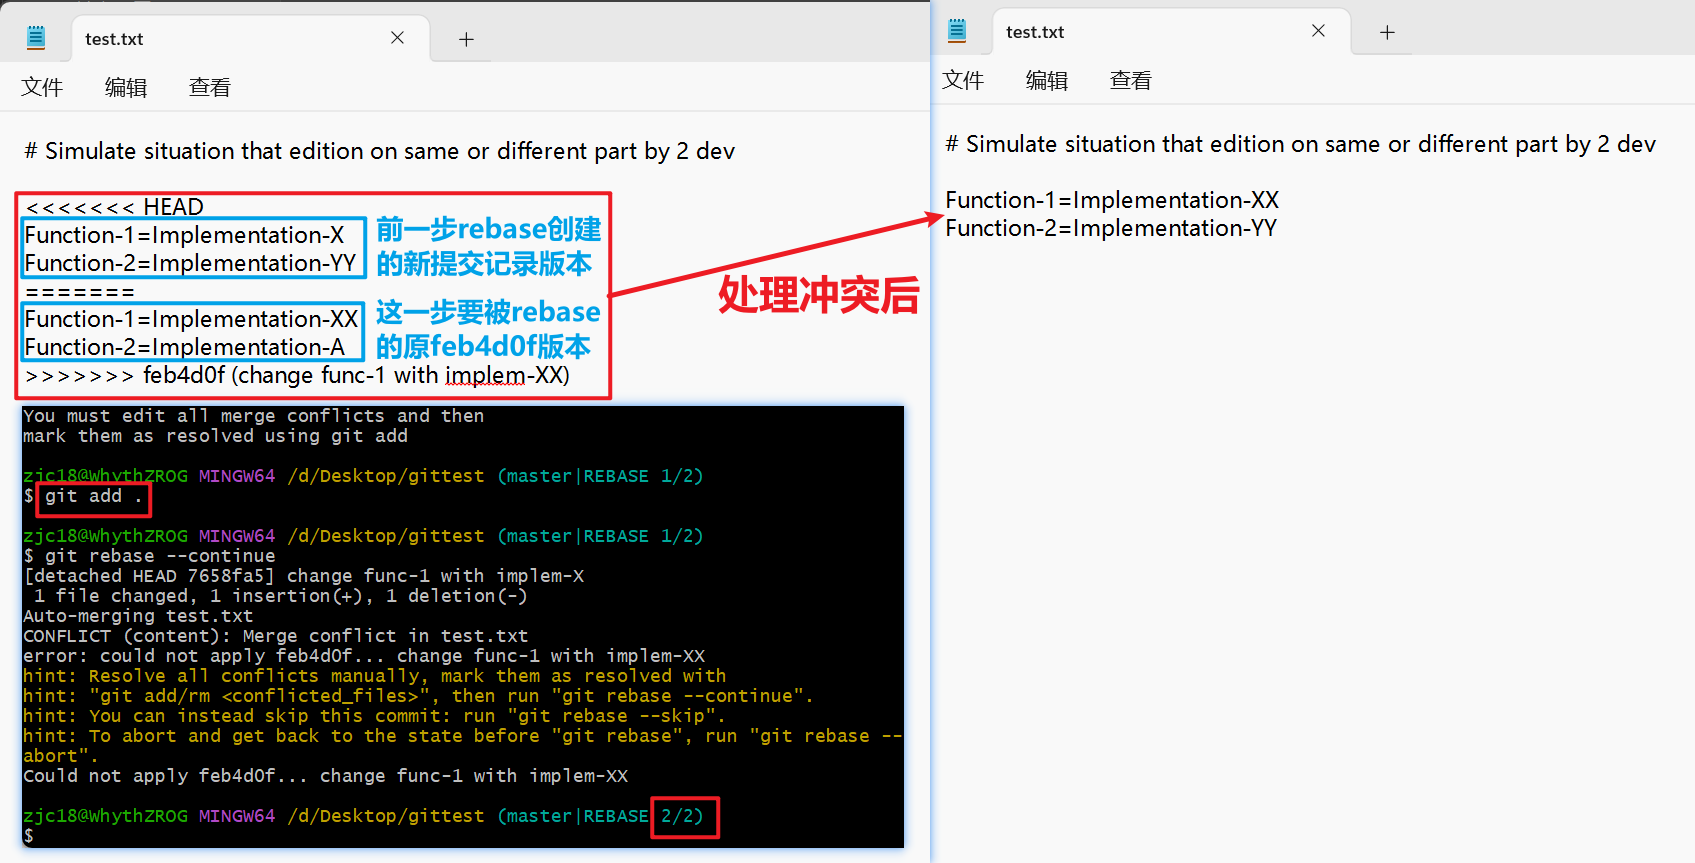 test.txt
文件 编辑 查看
# Simulate situation that edition on same or different part by 2 dev
<<<<<<< HEAD
Function-1=Implementation-X
Function-2=Implementation-YY
前一步rebase创建
的新提交记录版本
=======
Function-1=Implementation-XX
Function-2=Implementation-A
这一步要被rebase
的原feb4d0f版本
>>>>>>> feb4d0f (change func-1 with implem-XX)
You must edit all merge conflicts and then
mark them as resolved using git add
zjc18@WhythZROG MINGW64 /d/Desktop/gittest (master|REBASE 1/2)
$ git add .
zjc18@WhythZROG MINGW64 /d/Desktop/gittest (master|REBASE 1/2)
$ git rebase --continue
[detached HEAD 7658fa5] change func-1 with implem-X
1 file changed, 1 insertion(+), 1 deletion(-)
Auto-merging test.txt
CONFLICT (content): Merge conflict in test.txt
error: could not apply feb4d0f... change func-1 with implem-XX
hint: Resolve all conflicts manually, mark them as resolved with
hint: "git add/rm <conflicted_files>", then run "git rebase --continue".
hint: You can instead skip this commit: run "git rebase --skip".
hint: To abort and get back to the state before "git rebase", run "git rebase --
abort".
Could not apply feb4d0f... change func-1 with implem-XX
zjc18@WhythZROG MINGW64 /d/Desktop/gittest (master|REBASE 2/2)
$
处理冲突后
test.txt
文件 编辑 查看
# Simulate situation that edition on same or different part by 2 dev
Function-1=Implementation-XX
Function-2=Implementation-YY